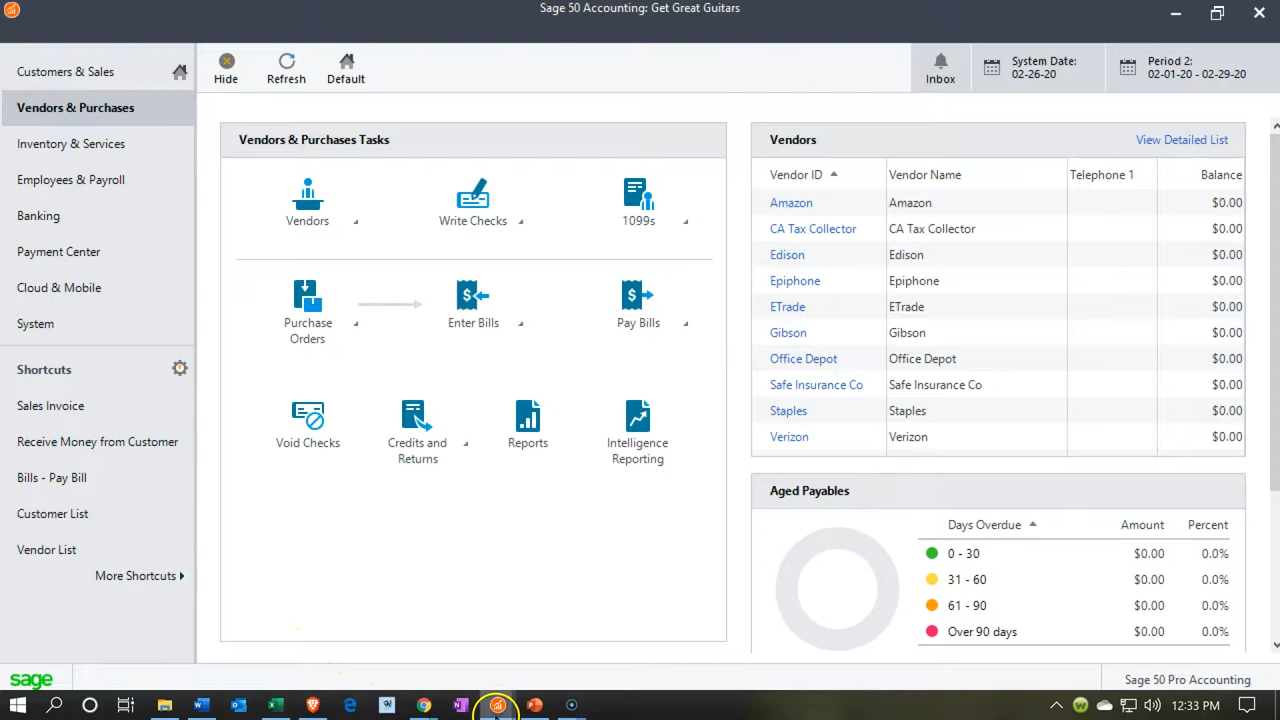 Sage 50 Accounting: Get Great Guitars
Hide
Refresh
Default
Inbox
System Date:
02-26-20
Period 2:
02-01-20 - 02-29-20
Customers & Sales
Vendors & Purchases
Inventory & Services
Employees & Payroll
Banking
Payment Center
Cloud & Mobile
System
Shortcuts
Sales Invoice
Receive Money from Customer
Bills - Pay Bill
Customer List
Vendor List
More Shortcuts
Vendors & Purchases Tasks
Vendors
Write Checks
1099s
Purchase
Orders
Enter Bills
Pay Bills
Void Checks
Credits and
Returns
Reports
Intelligence
Reporting
Vendors View Detailed List
Vendor ID Vendor Name Telephone 1 Balance
Amazon Amazon $0.00
CA Tax Collector CA Tax Collector $0.00
Edison Edison $0.00
Epiphone Epiphone $0.00
ETrade ETrade $0.00
Gibson Gibson $0.00
Office Depot Office Depot $0.00
Safe Insurance Co Safe Insurance Co $0.00
Staples Staples $0.00
Verizon Verizon $0.00
Aged Payables
Days Overdue Amount Percent
0 - 30 $0.00 0.0%
31 - 60 $0.00 0.0%
61 - 90 $0.00 0.0%
Over 90 days $0.00 0.0%
sage
Sage 50 Pro Accounting
12:33 PM